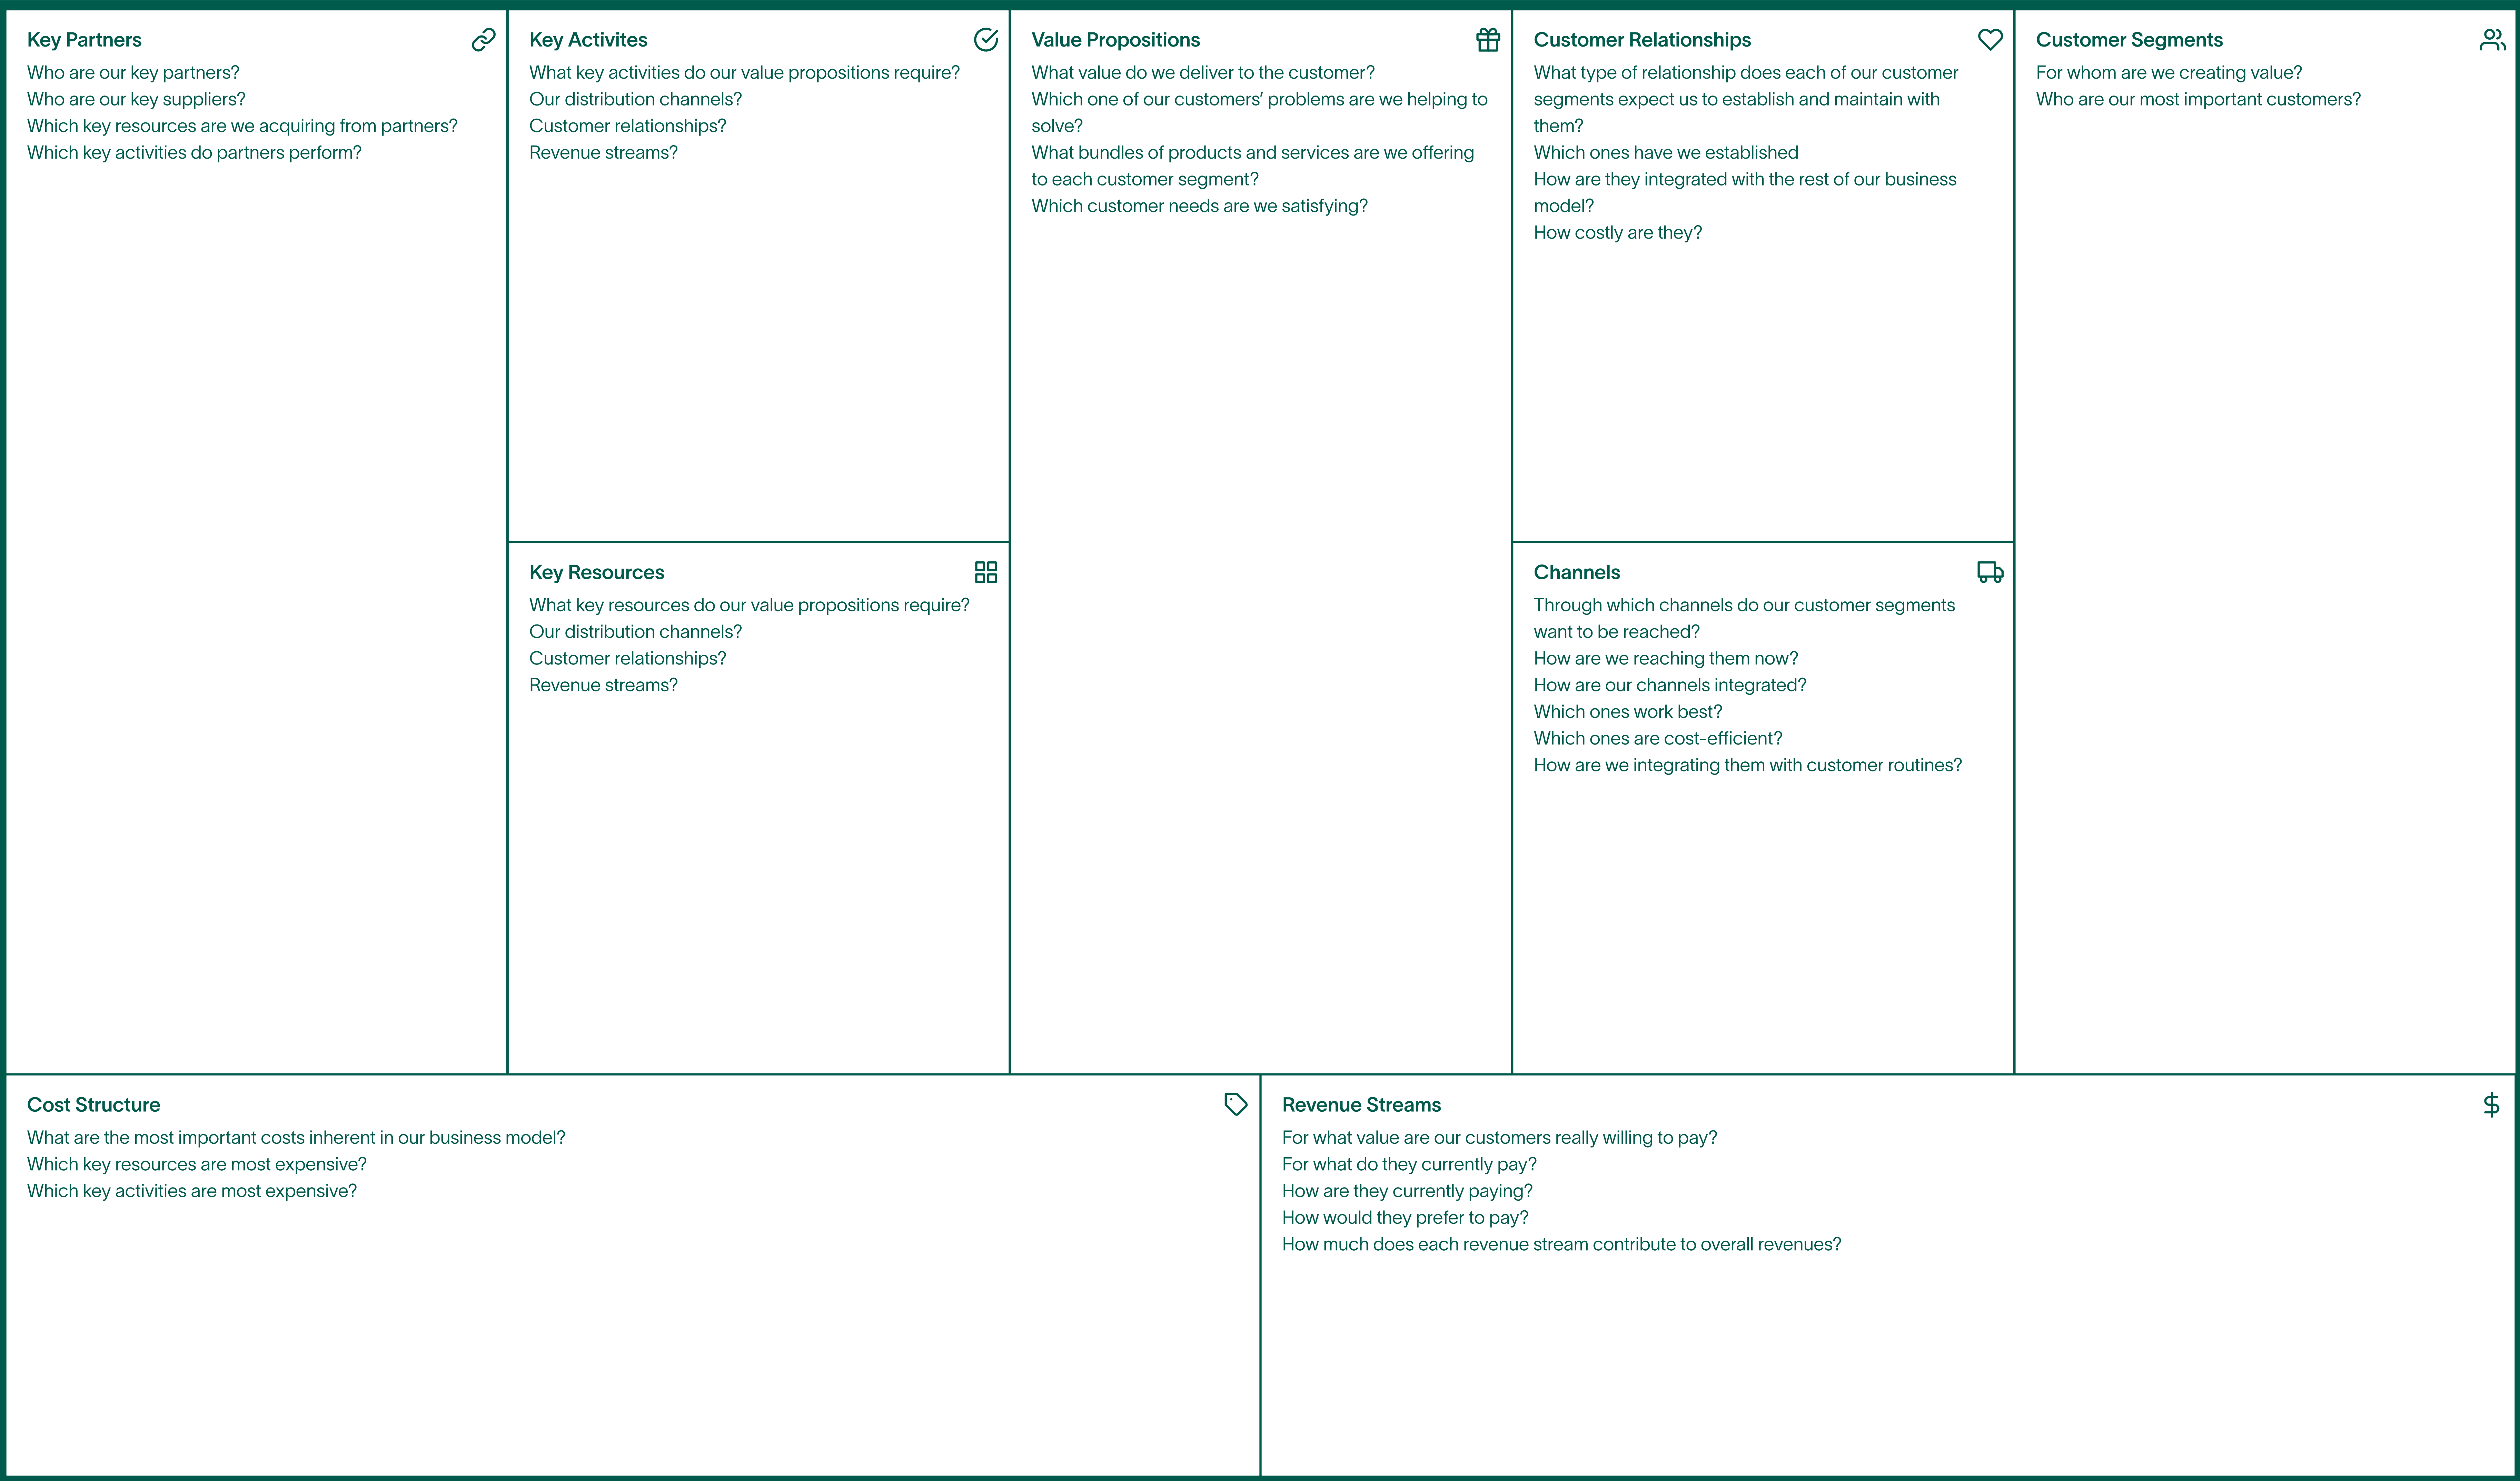 Key Partners
Who are our key partners?
Who are our key suppliers?
Which key resources are we acquiring from partners?
Which key activities do partners perform?
Key Activites
What key activities do our value propositions require?
Our distribution channels?
Customer relationships?
Revenue streams?
Key Resources
What key resources do our value propositions require?
Our distribution channels?
Customer relationships?
Revenue streams?
Value Propositions
What value do we deliver to the customer?
Which one of our customers’ problems are we helping to
solve?
What bundles of products and services are we offering
to each customer segment?
Which customer needs are we satisfying?
Customer Relationships
What type of relationship does each of our customer
segments expect us to establish and maintain with
them?
Which ones have we established
How are they integrated with the rest of our business
model?
How costly are they?
Channels
Through which channels do our customer segments
want to be reached?
How are we reaching them now?
How are our channels integrated?
Which ones work best?
Which ones are cost-efficient?
How are we integrating them with customer routines?
Customer Segments
For whom are we creating value?
Who are our most important customers?
Cost Structure
What are the most important costs inherent in our business model?
Which key resources are most expensive?
Which key activities are most expensive?
Revenue Streams
For what value are our customers really willing to pay?
For what do they currently pay?
How are they currently paying?
How would they prefer to pay?
How much does each revenue stream contribute to overall revenues?